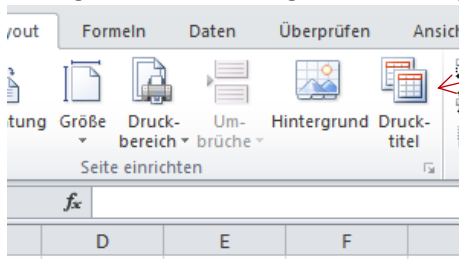 yout Formeln Daten Überprüfen Ansich
tung Größe Druck- Um- Hintergrund Druck-
bereich brüche titel
Seite einrichten
fx
D E F